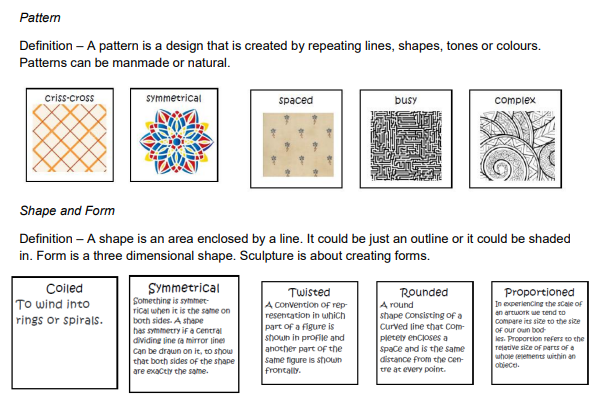 Pattern
Definition – A pattern is a design that is created by repeating lines, shapes, tones or colours.
Patterns can be manmade or natural.
criss-cross
symmetrical
spaced
busy
complex
Shape and Form
Definition – A shape is an area enclosed by a line. It could be just an outline or it could be shaded
in. Form is a three dimensional shape. Sculpture is about creating forms.
Coiled
To wind into
rings or spirals.
Symmetrical
Something is symmet-
rical when it is the same on
both sides. A shape
has symmetry if a central
dividing line (a mirror line)
can be drawn on it, to show
that both sides of the shape
are exactly the same.
Twisted
A convention of rep-
resentation in which
part of a figure is
shown in profile and
another part of the
same figure is shown
frontally.
Rounded
A round
shape consisting of a
curved line that com-
pletely encloses a
space and is the same
distance from the cen-
tre at every point.
Proportioned
In experiencing the scale of
an artwork we tend to
compare its size to the size
of our own bod-
ies. Proportion refers to the
relative size of parts of a
whole (elements within an
object).